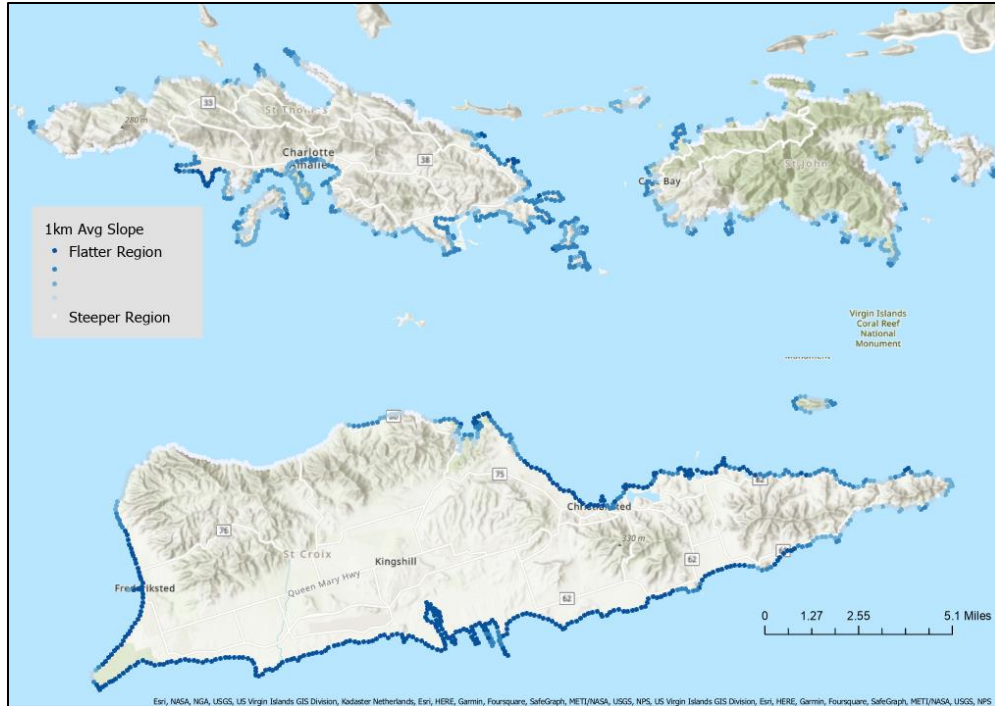 33
St Thomas
280 m
Charlotte
Amalie
38
Bay
St John
1km Avg Slope
Flatter Region
Steeper Region
Virgin Islands
Coral Reef
National
Monument
80
75
Christiansted
82
76
330 m
St Croix
Kingshill
62
Queen Mary Hwy
Frederiksted
62
0 1.27 2.55 5.1 Miles
Esri, NASA, NGA, USGS, US Virgin Islands GIS Division, Kadaster Netherlands, Esri, HERE, Garmin, Foursquare, SafeGraph, METI/NASA, USGS, NPS, US Virgin Islands GIS Division, Esri, HERE, Garmin, Foursquare, SafeGraph, METI/NASA, USGS, NPS